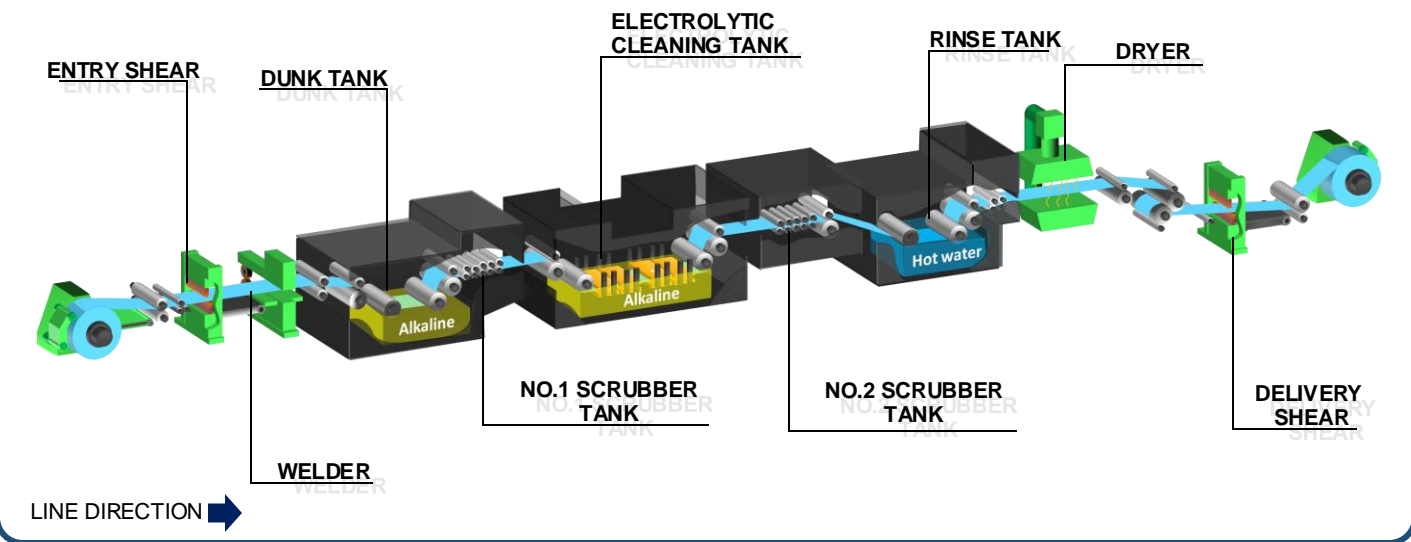 ELECTROLYTIC
CLEANING TANK
RINSE TANK
DRYER
ENTRY SHEAR
DUNK TANK
Hot water
Alkaline
Alkaline
NO.1 SCRUBBER
TANK
NO.2 SCRUBBER
TANK
DELIVERY
SHEAR
WELDER
LINE DIRECTION